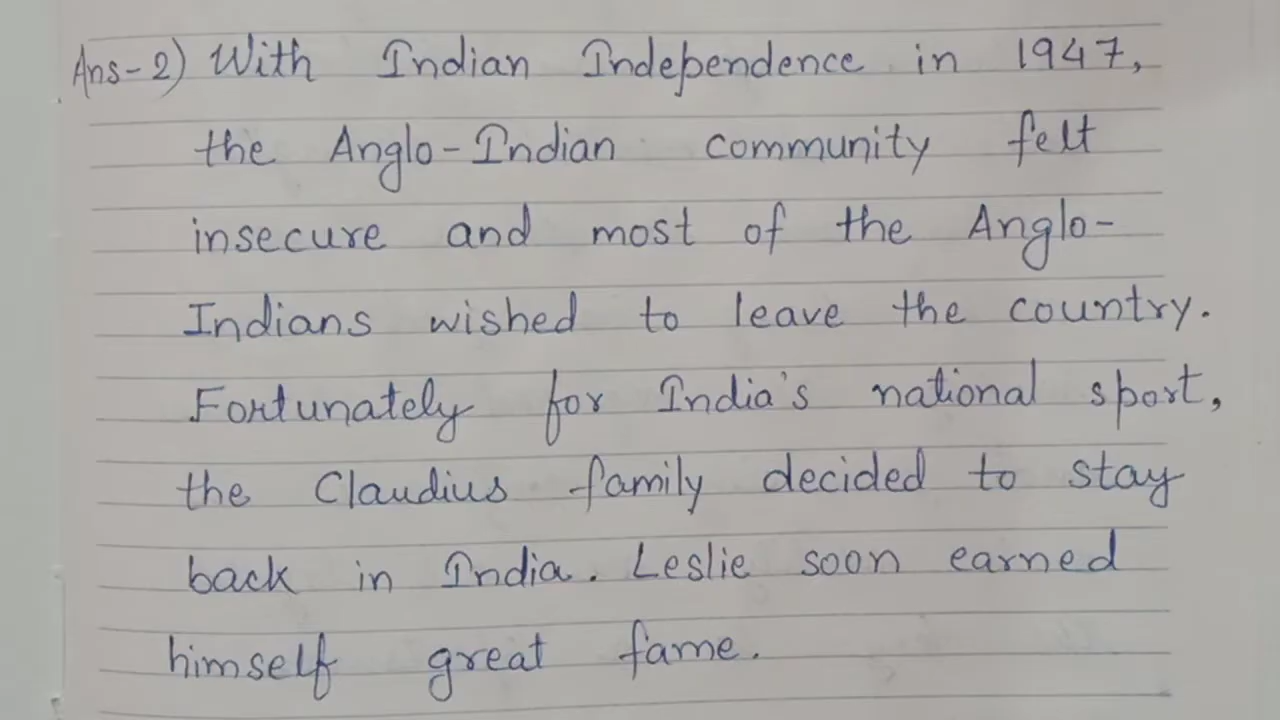 Ans-2) With Indian Independence in 1947,
the Anglo-Indian community felt
insecure and most of the Anglo-
Indians wished to leave the country.
Fortunately for India's national sport,
the Claudius family decided to stay
back in India. Leslie soon earned
himself great fame.